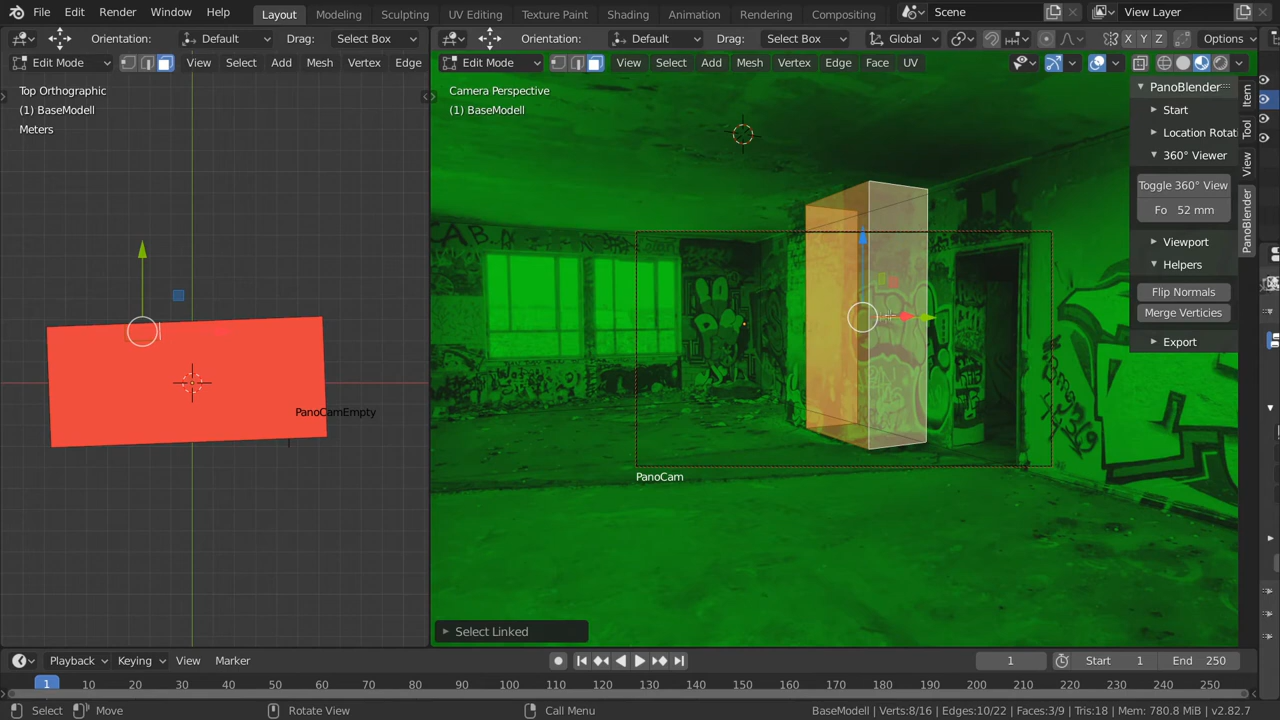 File Edit Render Window Help Layout Modeling Sculpting UV Editing Texture Paint Shading Animation Rendering Compositing Scene View Layer
Orientation: Default Drag: Select Box Orientation: Default Drag: Select Box Global X Y Z Options
Edit Mode View Select Add Mesh Vertex Edge Edit Mode View Select Add Mesh Vertex Edge Face UV
Top Orthographic
(1) BaseModell
Meters
PanoCamEmpty
Camera Perspective
(1) BaseModell
PanoCam
Select Linked
PanoBlender
Start
Location Rotati
360° Viewer
Toggle 360° View
Fo 52 mm
Viewport
Helpers
Flip Normals
Merge Vertices
Export
Item
Tool
View
PanoBlender
Playback Keying View Marker 1 Start 1 End 250
1 10 20 30 40 50 60 70 80 90 100 110 120 130 140 150 160 170 180 190 200 210 220 230 240 250
Select Move Rotate View Call Menu BaseModell | Verts:8/16 | Edges:10/22 | Faces:3/9 | Tris:18 | Mem: 780.8 MiB | v2.82.7